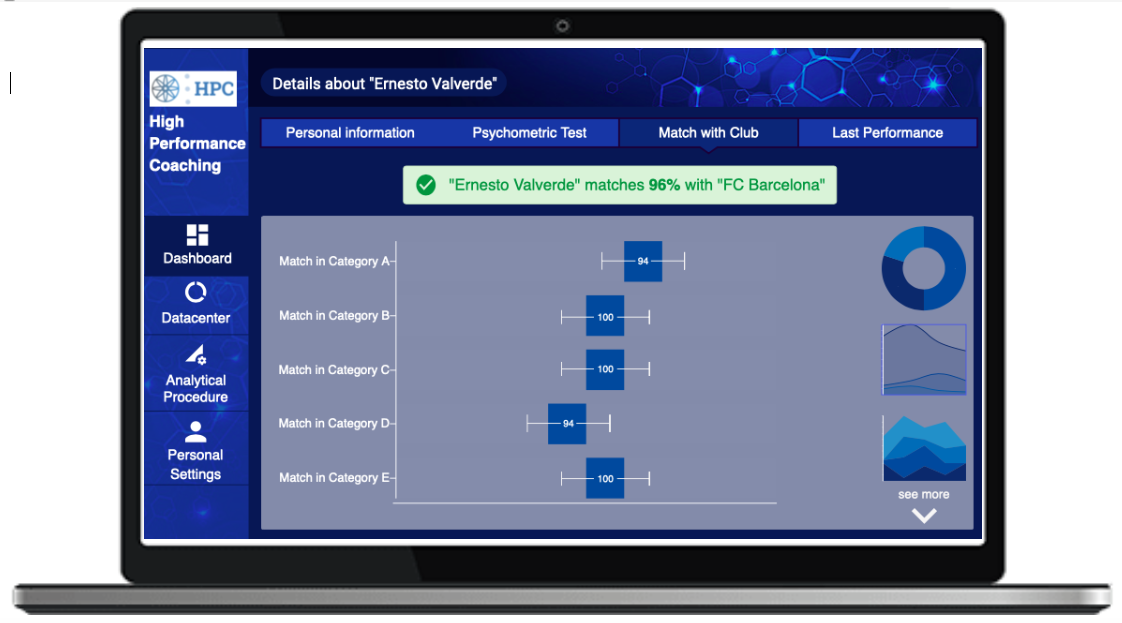 HPC
High
Performance
Coaching
Details about "Ernesto Valverde"
Personal information
Psychometric Test
Match with Club
Last Performance
"Ernesto Valverde" matches 96% with "FC Barcelona"
Dashboard
Datacenter
Analytical
Procedure
Personal
Settings
Match in Category A
94
Match in Category B
100
Match in Category C
100
Match in Category D
94
Match in Category E
100
see more